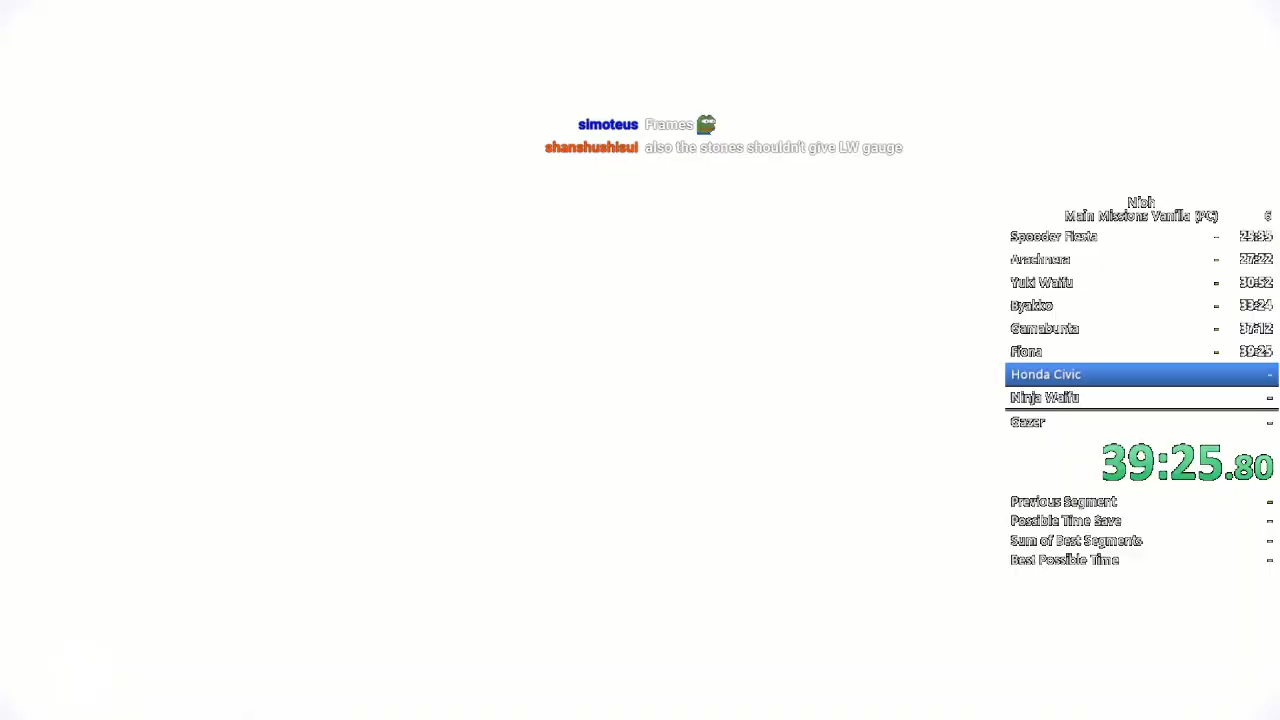 simoteus Frames
shanshushisui also the stones shouldn't give LW gauge
Nioh
Main Missions Vanilla (PC) 6
Speeder Fiesta -
Arachnera - 27:22
Yuki Waifu - 30:52
Byakko - 33:24
Gamabunta - 37:12
Fiona - 39:25
Honda Civic -
Ninja Waifu -
Gazer -
39:25.80
Previous Segment -
Possible Time Save -
Sum of Best Segments -
Best Possible Time -